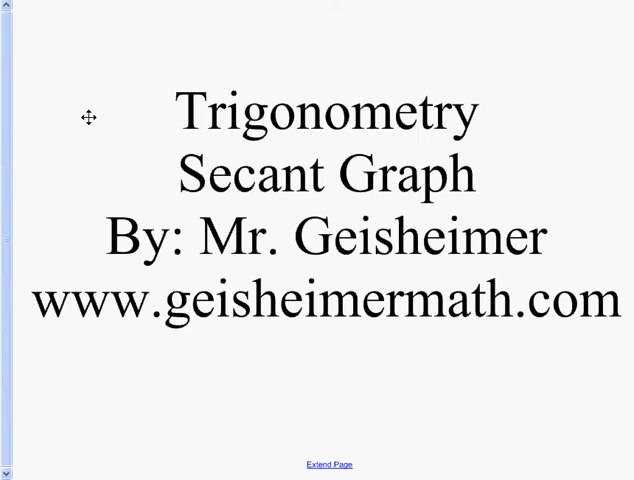 Trigonometry
Secant Graph
By: Mr. Geisheimer
www.geisheimermath.com
Extend Page